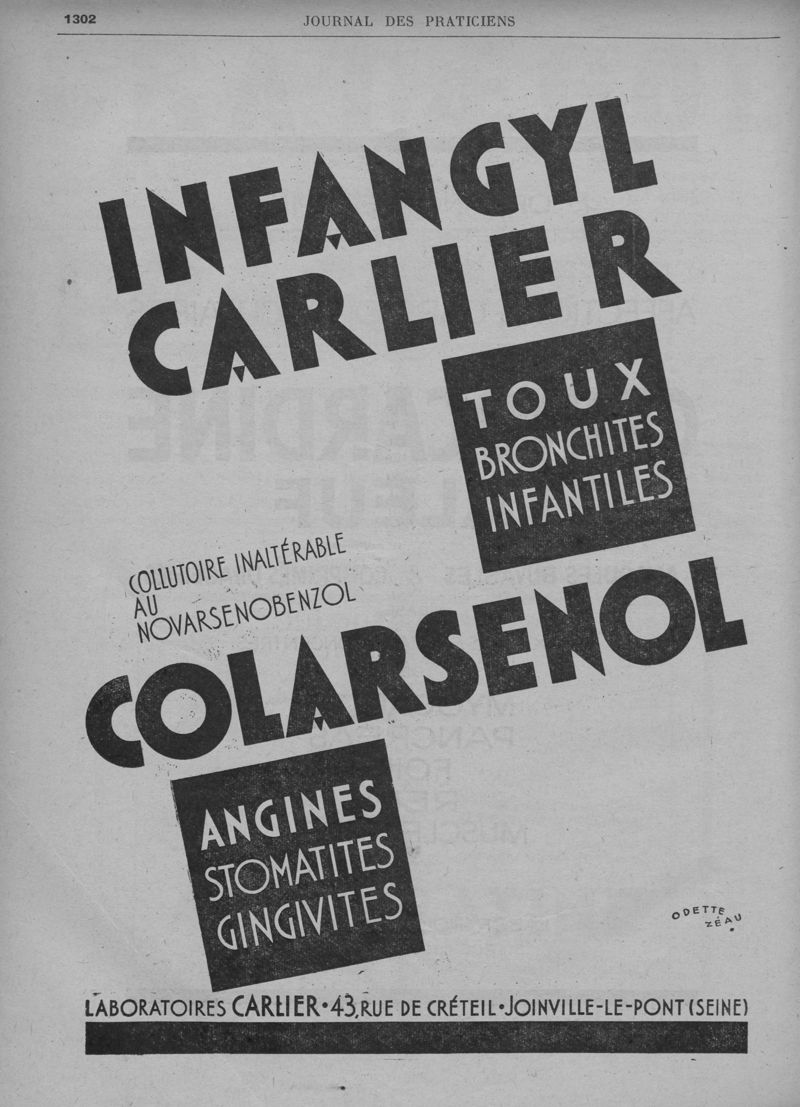 1302
JOURNAL DES PRATICIENS
INFANGYL
CARLIER
TOUX
BRONCHITES
INFANTILES
COLLUTOIRE INALTÉRABLE
AU
NOVARSENOBENZOL
COLARSENOL
ANGINES
STOMATITES
GINGIVITES
ODETTE
ZÉAU
LABORATOIRES CARLIER • 43, RUE DE CRÉTEIL • JOINVILLE-LE-PONT (SEINE)